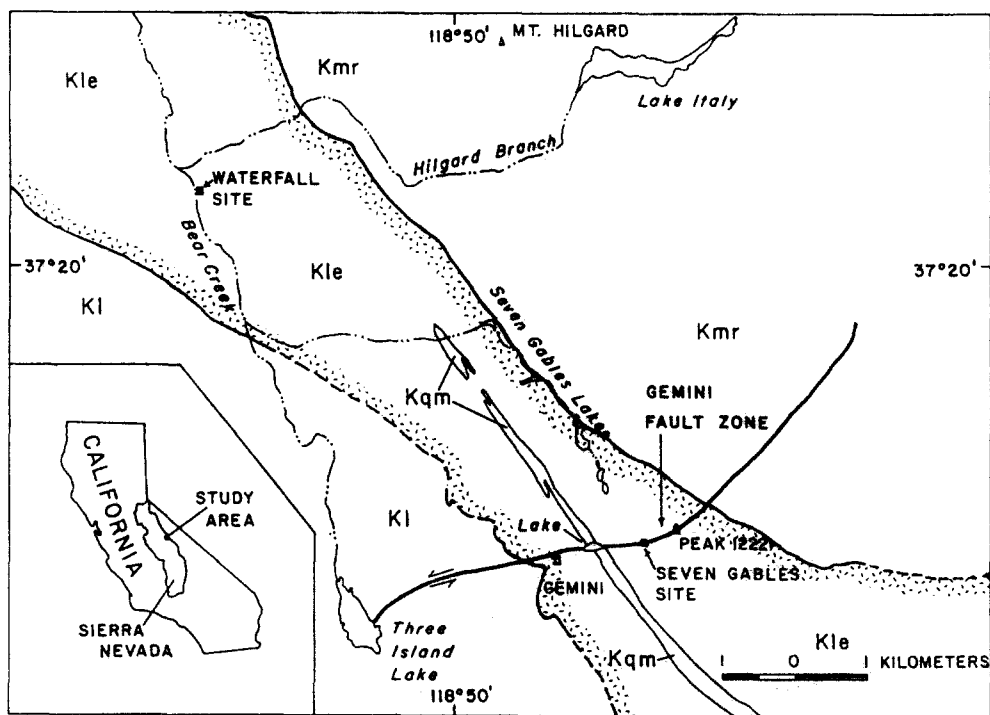 118°50'
MT. HILGARD
Kle
Kmr
Lake Italy
Hilgard Branch
WATERFALL
SITE
Bear Creek
37°20'
37°20'
Kle
Kl
Seven Gables Lakes
Kmr
Kqm
GEMINI
FAULT ZONE
CALIFORNIA
STUDY
AREA
Kl
Lake
PEAK 12221
SEVEN GABLES
SITE
GEMINI
SIERRA
NEVADA
Three
Island
Lake
Kqm
Kle
1 0 1 KILOMETERS
118°50'